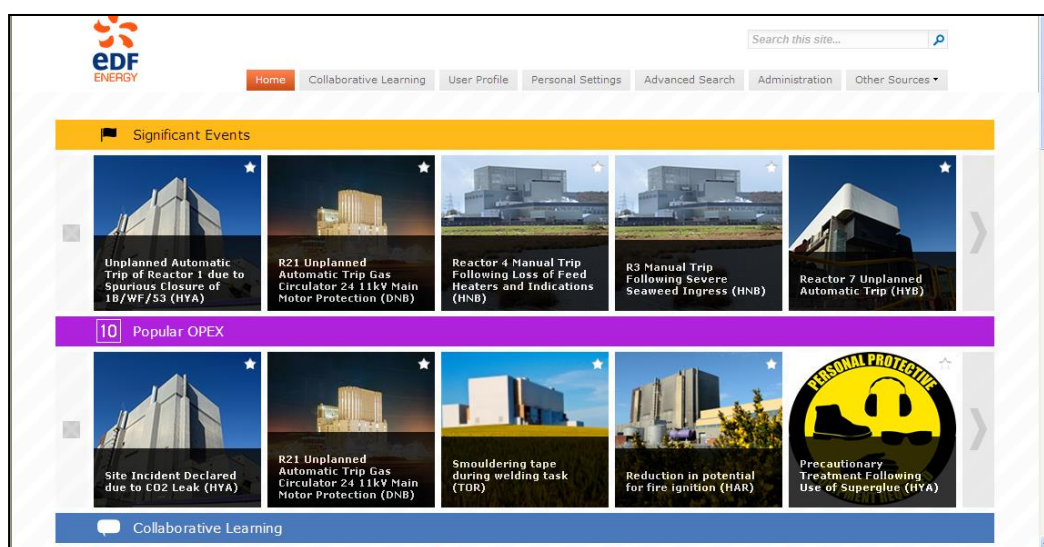 eDF
ENERGY
Search this site...
Home
Collaborative Learning
User Profile
Personal Settings
Advanced Search
Administration
Other Sources
Significant Events
Unplanned Automatic
Trip of Reactor 1 due to
Spurious Closure of
1B/WF/53 (HYA)
R21 Unplanned
Automatic Trip Gas
Circulator 24 11kV Main
Motor Protection (DNB)
Reactor 4 Manual Trip
Following Loss of Feed
Heaters and Indications
(HNB)
R3 Manual Trip
Following Severe
Seaweed Ingress (HNB)
Reactor 7 Unplanned
Automatic Trip (HYB)
10 Popular OPEX
Site Incident Declared
due to CO2 Leak (HYA)
R21 Unplanned
Automatic Trip Gas
Circulator 24 11kV Main
Motor Protection (DNB)
Smouldering tape
during welding task
(TOR)
Reduction in potential
for fire ignition (HAR)
PERSONAL PROTECTIVE
Precautionary
Treatment Following
Use of Superglue (HYA)
Collaborative Learning